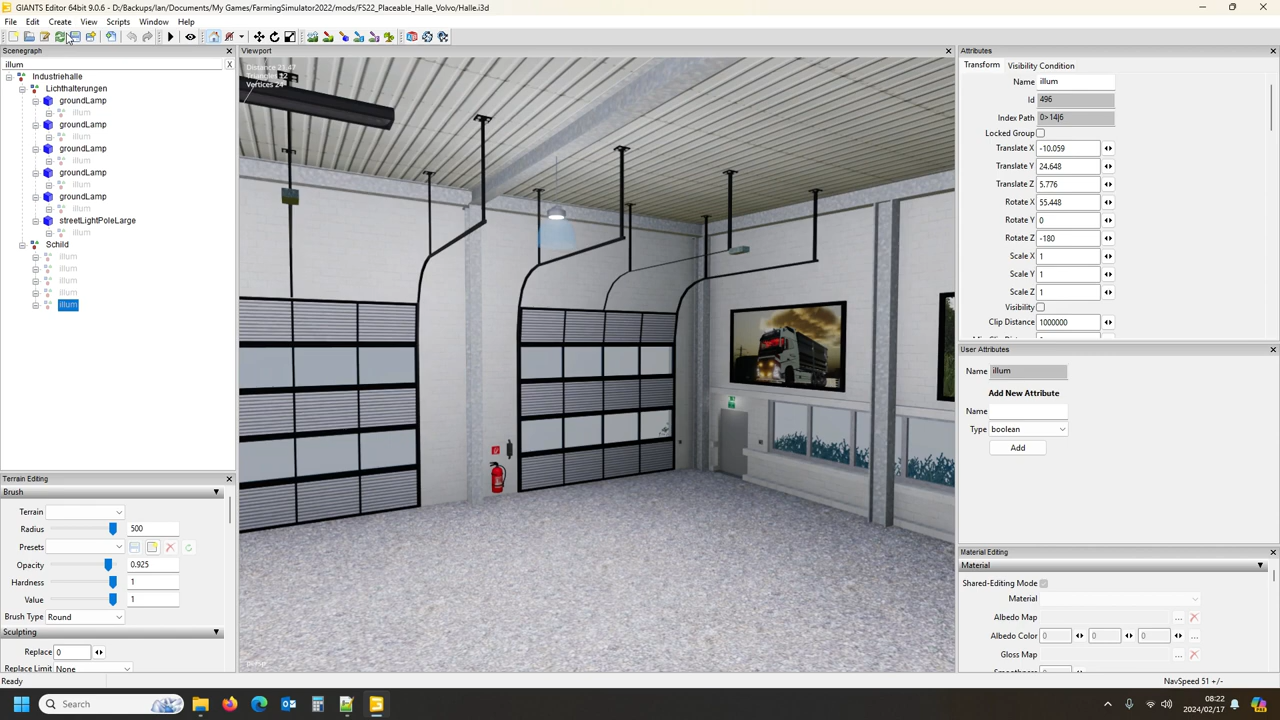 GIANTS Editor 64bit 9.0.6 - D:/Backups/Ian/Documents/My Games/FarmingSimulator2022/mods/FS22_Placeable_Halle_Volvo/Halle.i3d
File Edit Create View Scripts Window Help
Scenegraph
illum X
Industriehalle
Lichthalterungen
groundLamp
illum
groundLamp
illum
groundLamp
illum
groundLamp
illum
groundLamp
illum
streetLightPoleLarge
illum
Schild
illum
illum
illum
illum
illum
Terrain Editing
Brush
Terrain
Radius 500
Presets
Opacity 0.925
Hardness 1
Value 1
Brush Type Round
Sculpting
Replace 0
Replace Limit None
Ready
Viewport
Distance 23.47
Triangles 12
Vertices 24
Attributes
Transform Visibility Condition
Name illum
Id 496
Index Path 0>14|6
Locked Group
Translate X -10.059
Translate Y 24.648
Translate Z 5.776
Rotate X 55.448
Rotate Y 0
Rotate Z -180
Scale X 1
Scale Y 1
Scale Z 1
Visibility
Clip Distance 1000000
User Attributes
Name illum
Add New Attribute
Name
Type boolean
Add
Material Editing
Material
Shared-Editing Mode
Material
Albedo Map ...
Albedo Color 0 0 0 ...
Gloss Map ...
NavSpeed 51 +/-
Search
08:22
2024/02/17